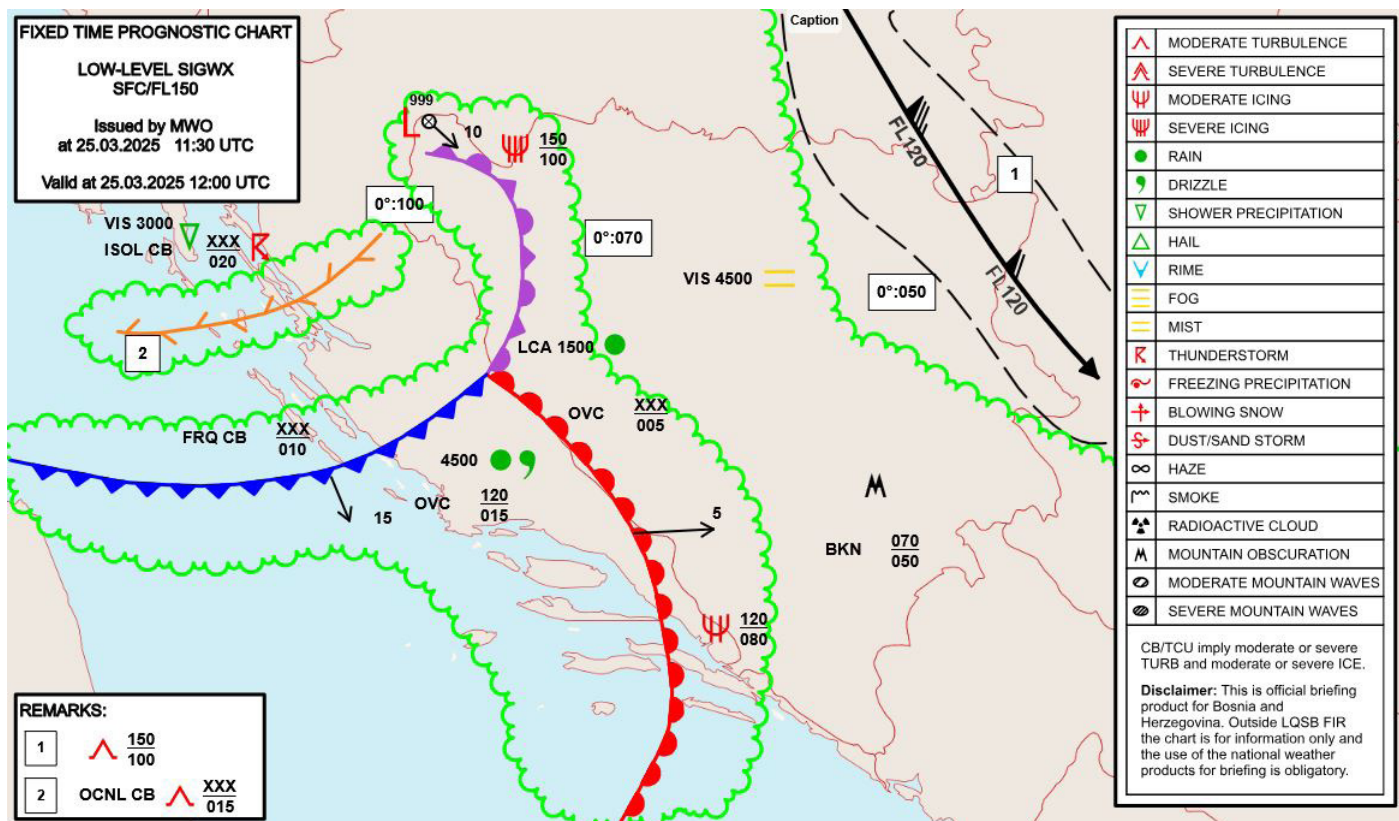 FIXED TIME PROGNOSTIC CHART
LOW-LEVEL SIGWX
SFC/FL150
Issued by MWO
at 25.03.2025 11:30 UTC
Valid at 25.03.2025 12:00 UTC
Caption
999
L
10
150
100
0°:100
VIS 3000
ISOL CB
XXX
020
2
0°:070
VIS 4500
0°:050
FL120
FL120
1
LCA 1500
OVC
XXX
005
FRQ CB
XXX
010
4500
OVC
120
015
15
5
BKN
070
050
120
080
REMARKS:
1
150
100
2
OCNL CB
XXX
015
MODERATE TURBULENCE
SEVERE TURBULENCE
MODERATE ICING
SEVERE ICING
RAIN
DRIZZLE
SHOWER PRECIPITATION
HAIL
RIME
FOG
MIST
THUNDERSTORM
FREEZING PRECIPITATION
BLOWING SNOW
DUST/SAND STORM
HAZE
SMOKE
RADIOACTIVE CLOUD
MOUNTAIN OBSCURATION
MODERATE MOUNTAIN WAVES
SEVERE MOUNTAIN WAVES
CB/TCU imply moderate or severe
TURB and moderate or severe ICE.
Disclaimer: This is official briefing
product for Bosnia and
Herzegovina. Outside LQSB FIR
the chart is for information only and
the use of the national weather
products for briefing is obligatory.